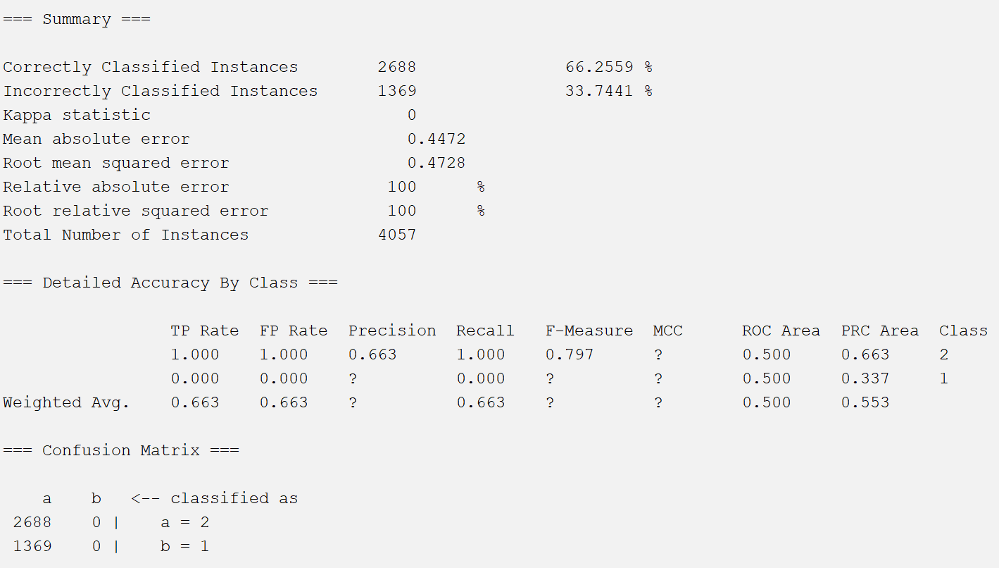 === Summary ===
Correctly Classified Instances        2688               66.2559 %
Incorrectly Classified Instances      1369               33.7441 %
Kappa statistic                          0
Mean absolute error                      0.4472
Root mean squared error                  0.4728
Relative absolute error                100      %
Root relative squared error            100      %
Total Number of Instances             4057
=== Detailed Accuracy By Class ===
                 TP Rate  FP Rate  Precision  Recall   F-Measure  MCC      ROC Area  PRC Area  Class
                 1.000    1.000    0.663      1.000    0.797      ?        0.500     0.663     2
                 0.000    0.000    ?          0.000    ?          ?        0.500     0.337     1
Weighted Avg.    0.663    0.663    ?          0.663    ?          ?        0.500     0.553
=== Confusion Matrix ===
    a    b   <-- classified as
 2688    0 |    a = 2
 1369    0 |    b = 1